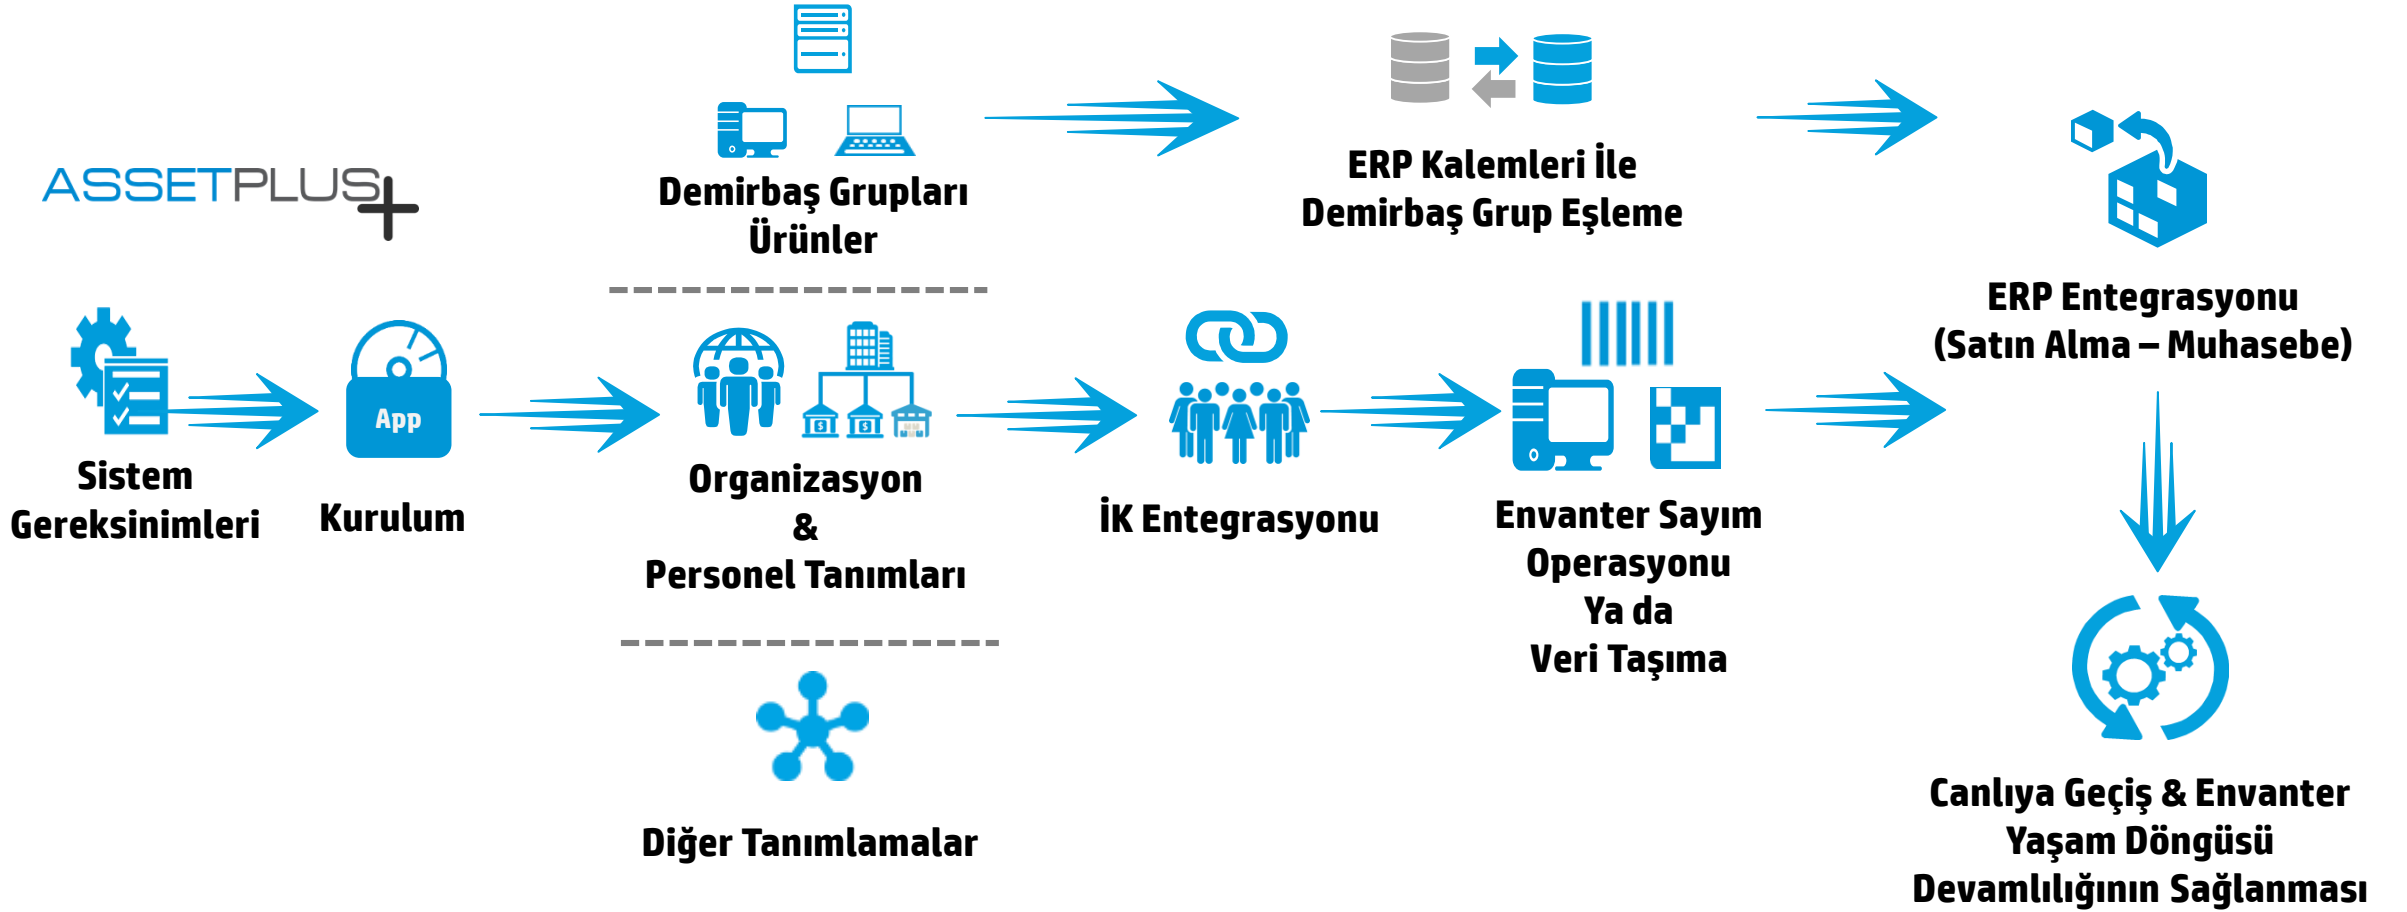 ASSETPLUS
Demirbaş Grupları
Ürünler
ERP Kalemleri İle
Demirbaş Grup Eşleme
ERP Entegrasyonu
(Satın Alma – Muhasebe)
Sistem
Gereksinimleri
App
Kurulum
Organizasyon
&
Personel Tanımları
İK Entegrasyonu
Envanter Sayım
Operasyonu
Ya da
Veri Taşıma
Diğer Tanımlamalar
Canlıya Geçiş & Envanter
Yaşam Döngüsü
Devamlılığının Sağlanması